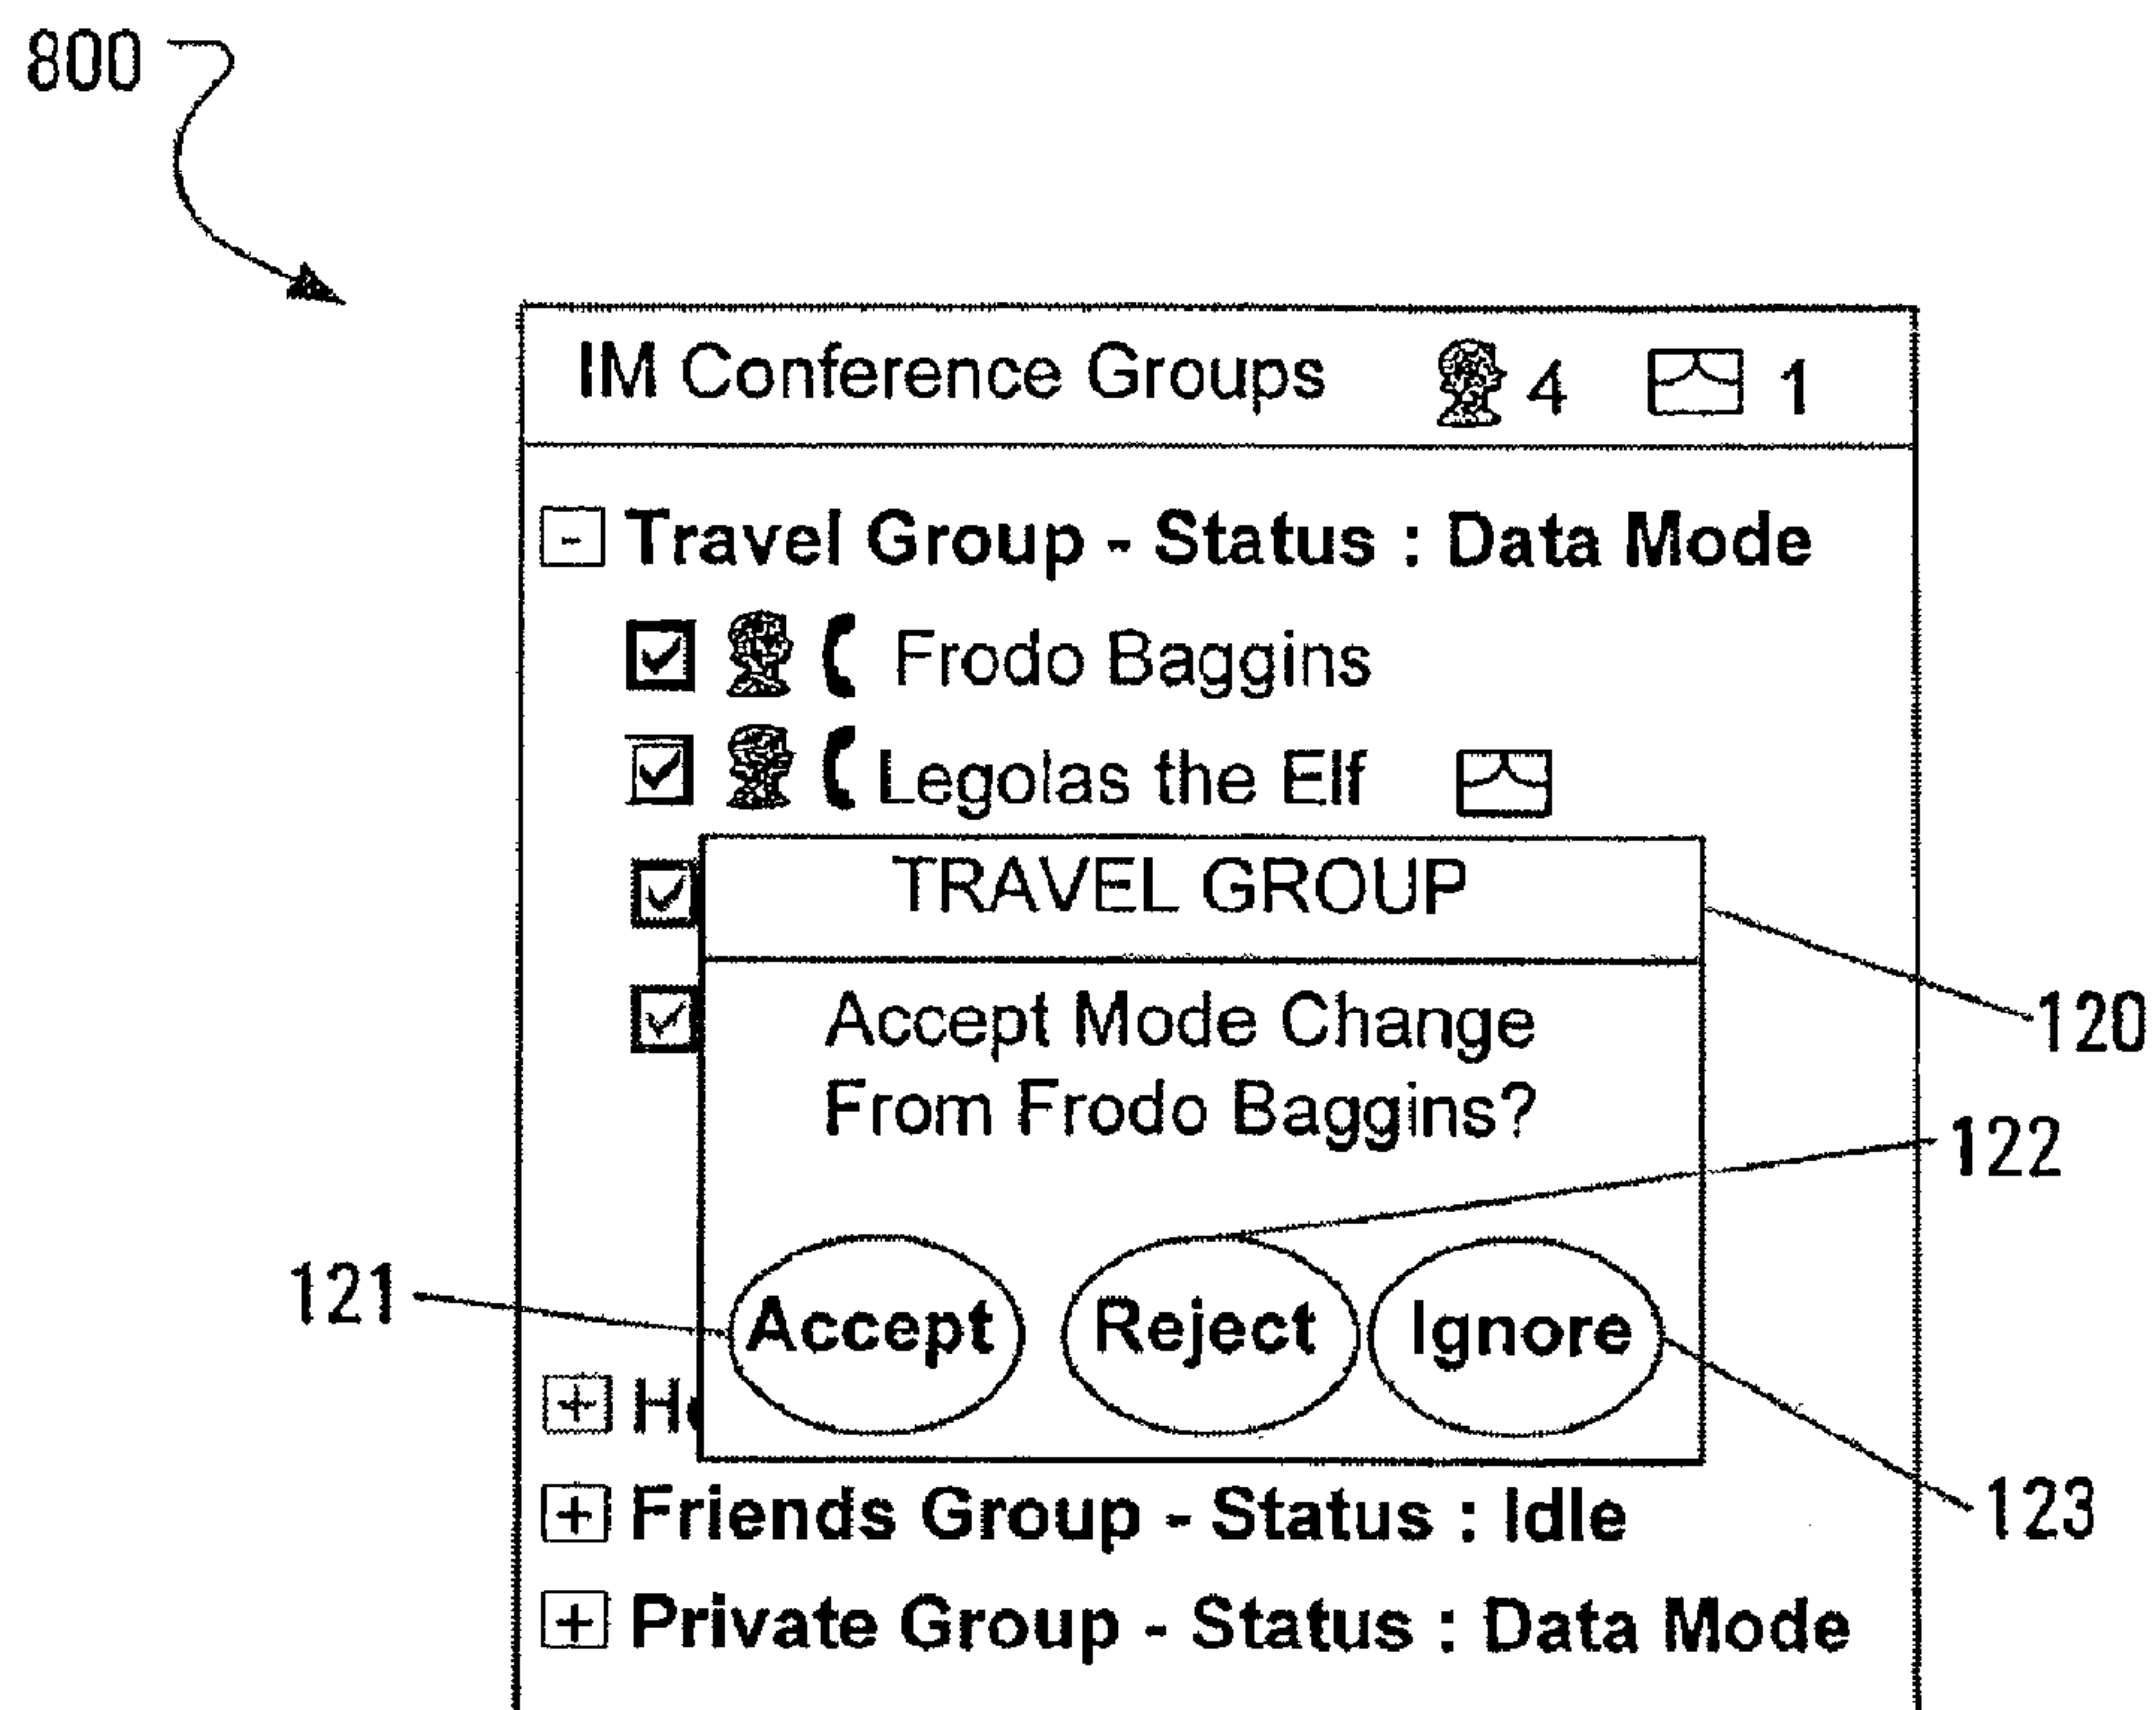 800
IM Conference Groups 4 1
- Travel Group - Status : Data Mode
Frodo Baggins
Legolas the Elf
TRAVEL GROUP
120
Accept Mode Change
From Frodo Baggins?
122
121
Accept Reject Ignore
+
123
+ Friends Group - Status : Idle
+ Private Group - Status : Data Mode